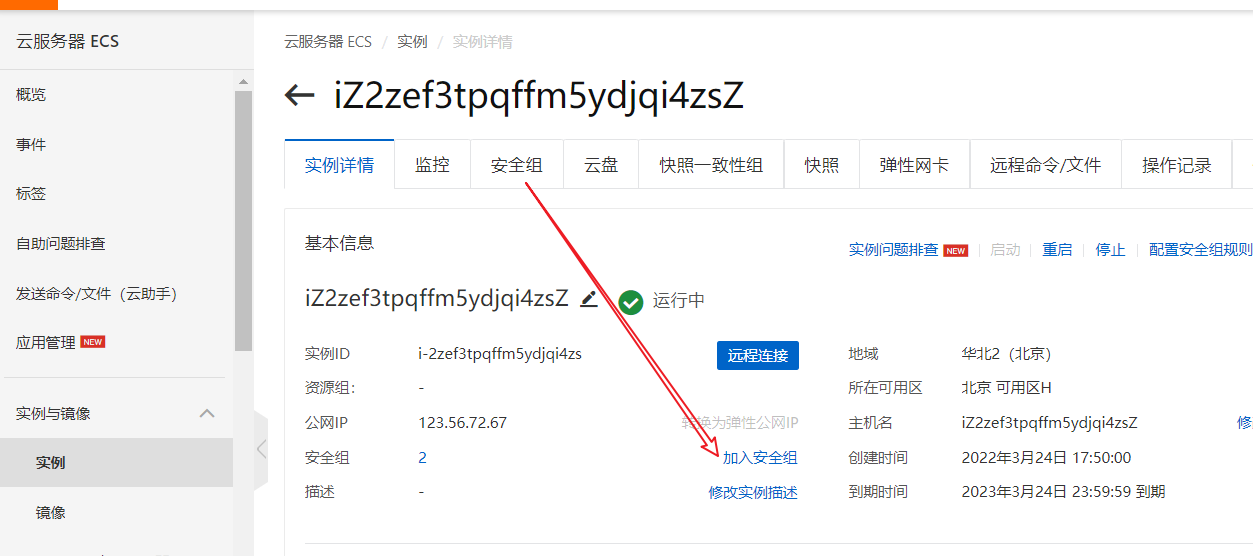 云服务器 ECS
概览
事件
标签
自助问题排查
发送命令/文件（云助手）
应用管理 NEW
实例与镜像
实例
镜像
云服务器 ECS / 实例 / 实例详情
iZ2zef3tpqffm5ydjqi4zsZ
实例详情 监控 安全组 云盘 快照一致性组 快照 弹性网卡 远程命令/文件 操作记录
基本信息
实例问题排查 NEW 启动 重启 停止 配置安全组规则
iZ2zef3tpqffm5ydjqi4zsZ 运行中
实例ID i-2zef3tpqffm5ydjqi4zs 远程连接 地域 华北2（北京）
资源组: - 所在可用区 北京 可用区H
公网IP 123.56.72.67 转换为弹性公网IP 主机名 iZ2zef3tpqffm5ydjqi4zsZ
安全组 2 加入安全组 创建时间 2022年3月24日 17:50:00
描述 - 修改实例描述 到期时间 2023年3月24日 23:59:59 到期